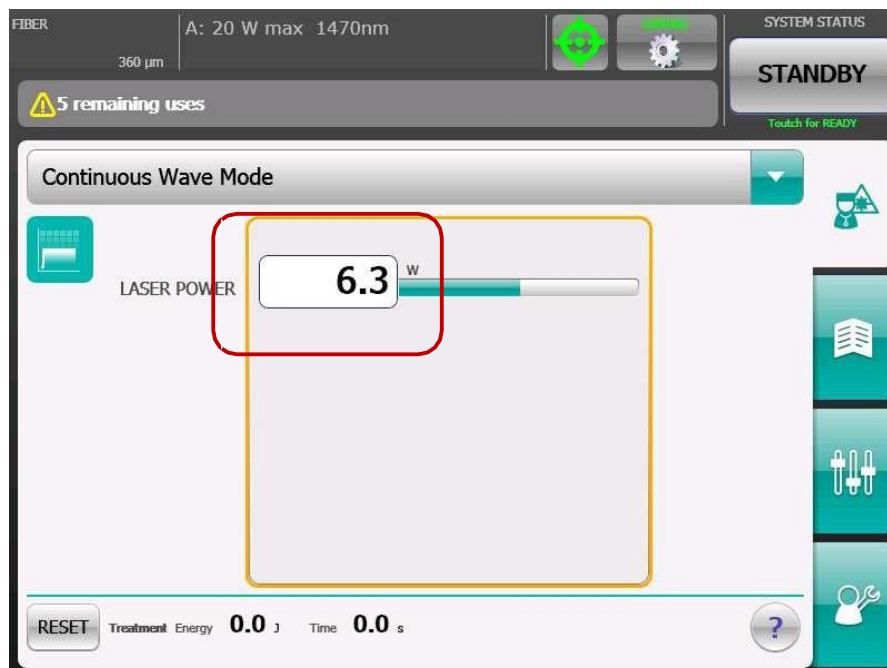 FIBER
360 µm
A: 20 W max 1470nm
SYSTEM STATUS
STANDBY
Toutch for READY
5 remaining uses
Continuous Wave Mode
LASER POWER
6.3 W
RESET Treatment Energy 0.0 J Time 0.0 s ?